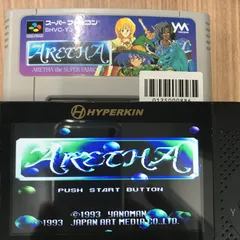 スーパーファミコン
ARETHA
ARETHA the SUPER FAMICOM
HYPERKIN
ARETHA
PUSH START BUTTON
©1993 YANOMAN
©1993 JAPAN ART MEDIA CO.LTD.